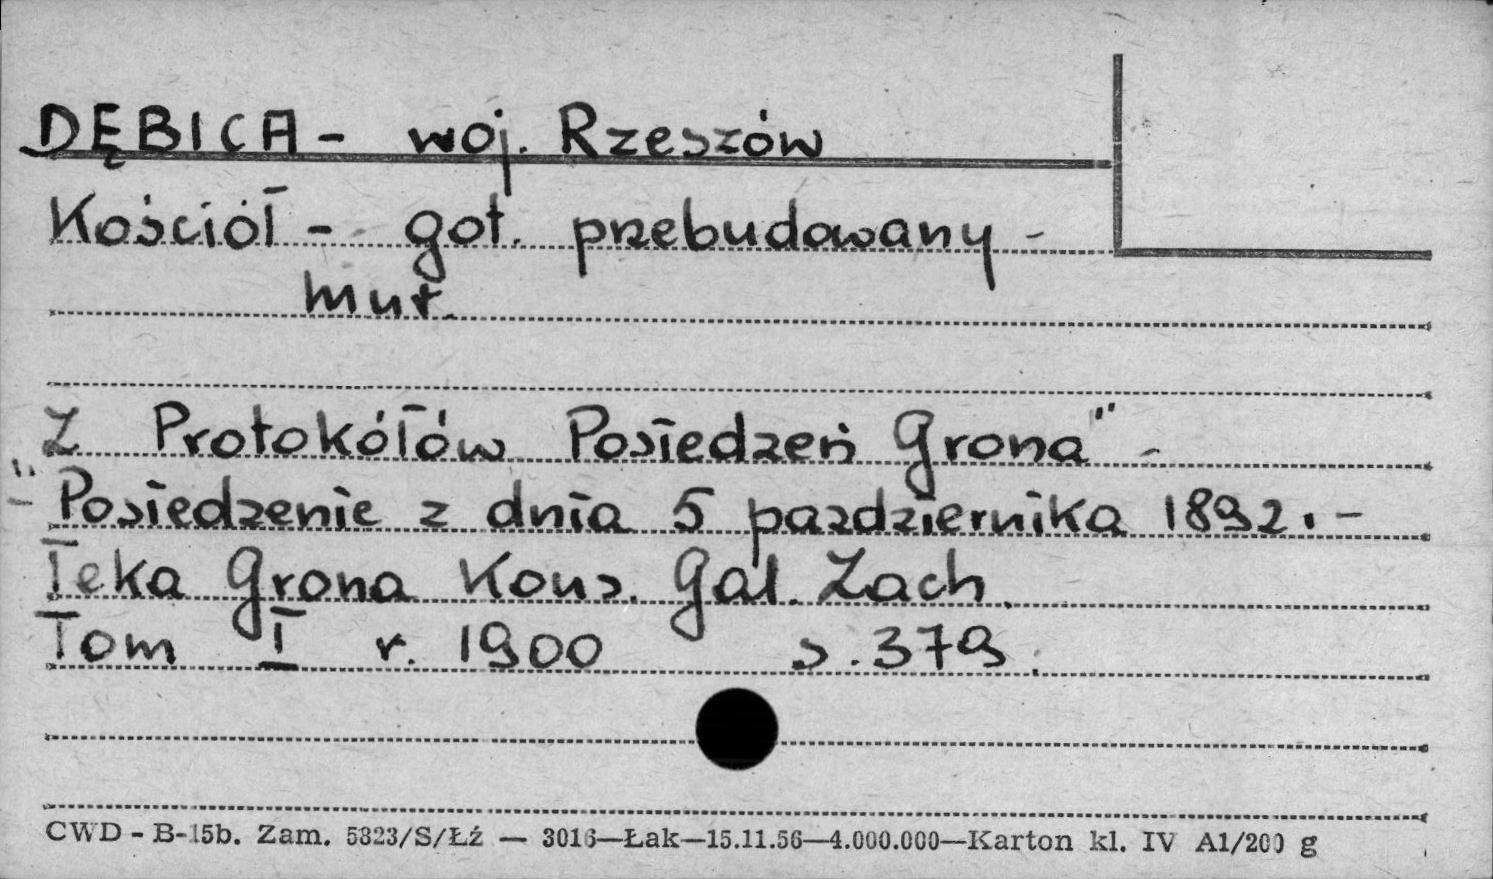 DĘBICA - woj. Rzeszów
Kościół - got. przebudowany -
mur.
Z Protokółów Posiedzeń Grona" -
"- Posiedzenie z dnia 5 pazdziernika 1892. -
Teka Grona Kons. Gal. Zach.
Tom I r. 1900 s. 379.
CWD - B-15b. Zam. 5823/S/Łź — 3016—Łak—15.11.56—4.000.000—Karton kl. IV A1/200 g